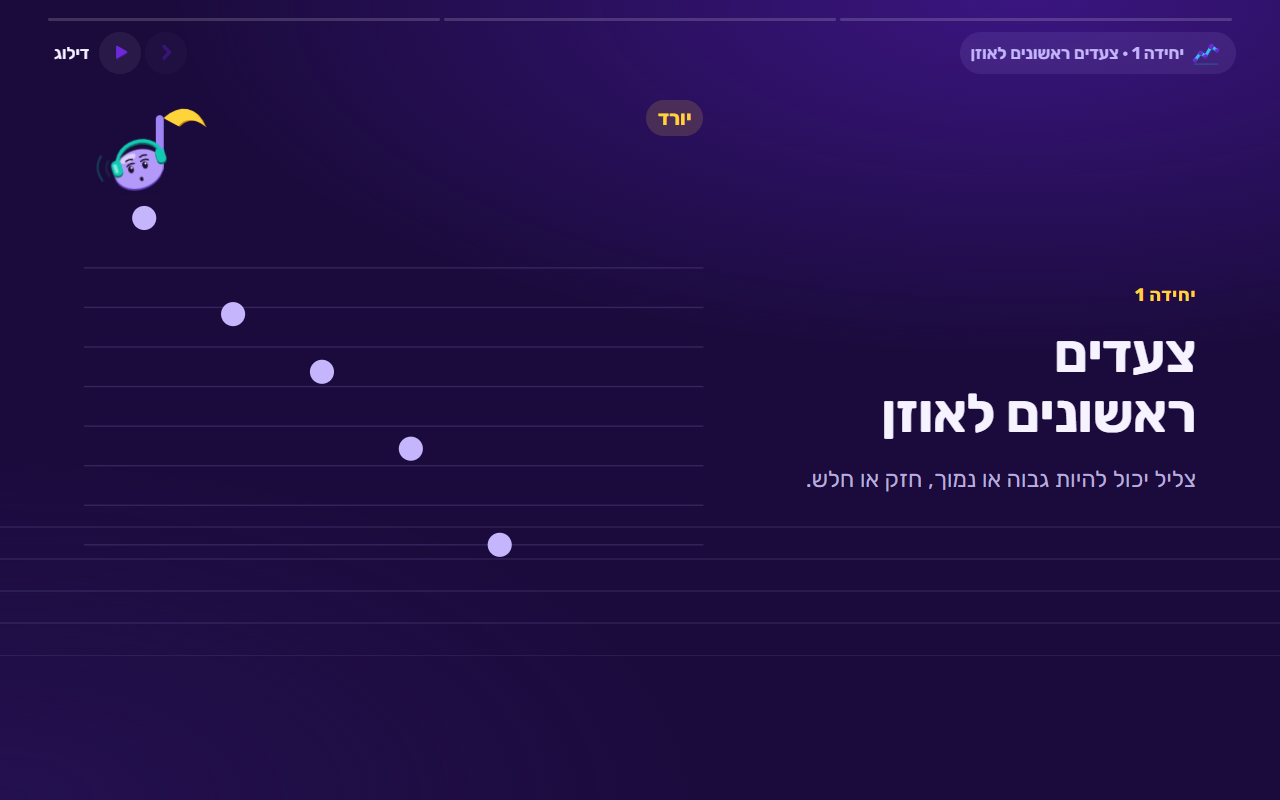 יחידה 1 • צעדים ראשונים לאוזן
דילוג
יורד
יחידה 1
צעדים
ראשונים לאוזן
צליל יכול להיות גבוה או נמוך, חזק או חלש.